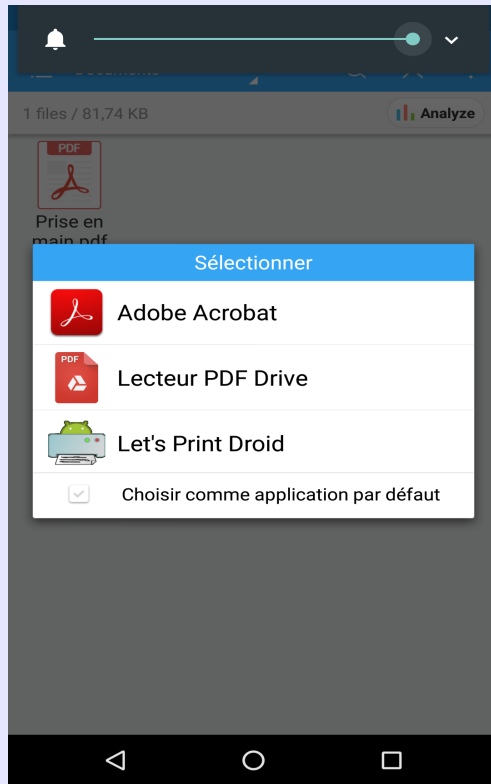 Documents
1 files / 81,74 KB
Analyze
PDF
Prise en
main.pdf
Sélectionner
Adobe Acrobat
PDF
Lecteur PDF Drive
Let's Print Droid
Choisir comme application par défaut